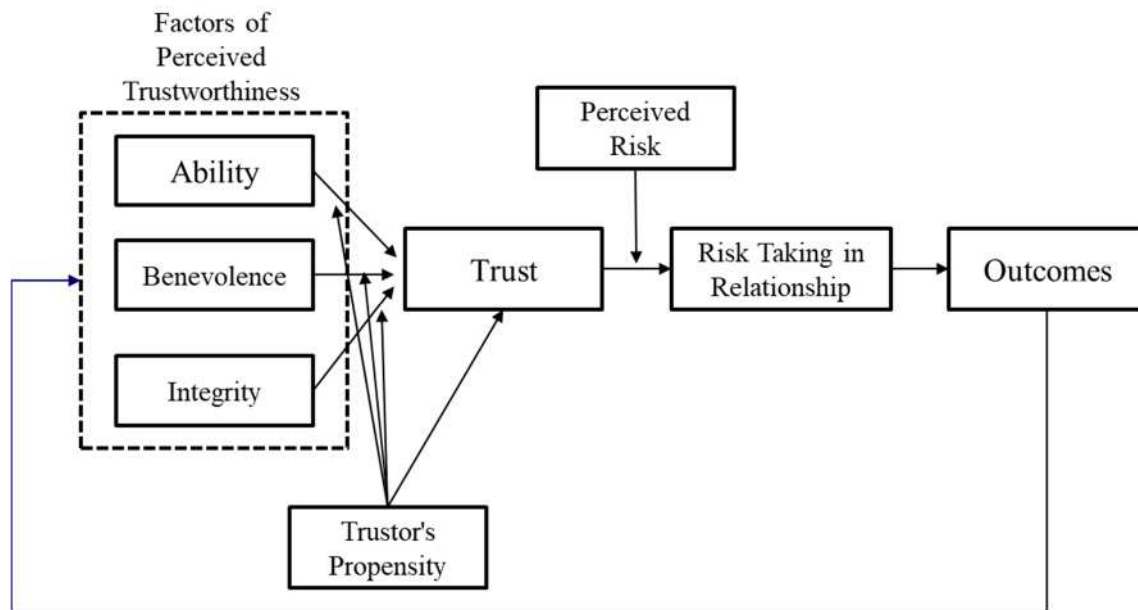 Factors of
Perceived
Trustworthiness
Ability
Benevolence
Integrity
Trustor's
Propensity
Trust
Perceived
Risk
Risk Taking in
Relationship
Outcomes